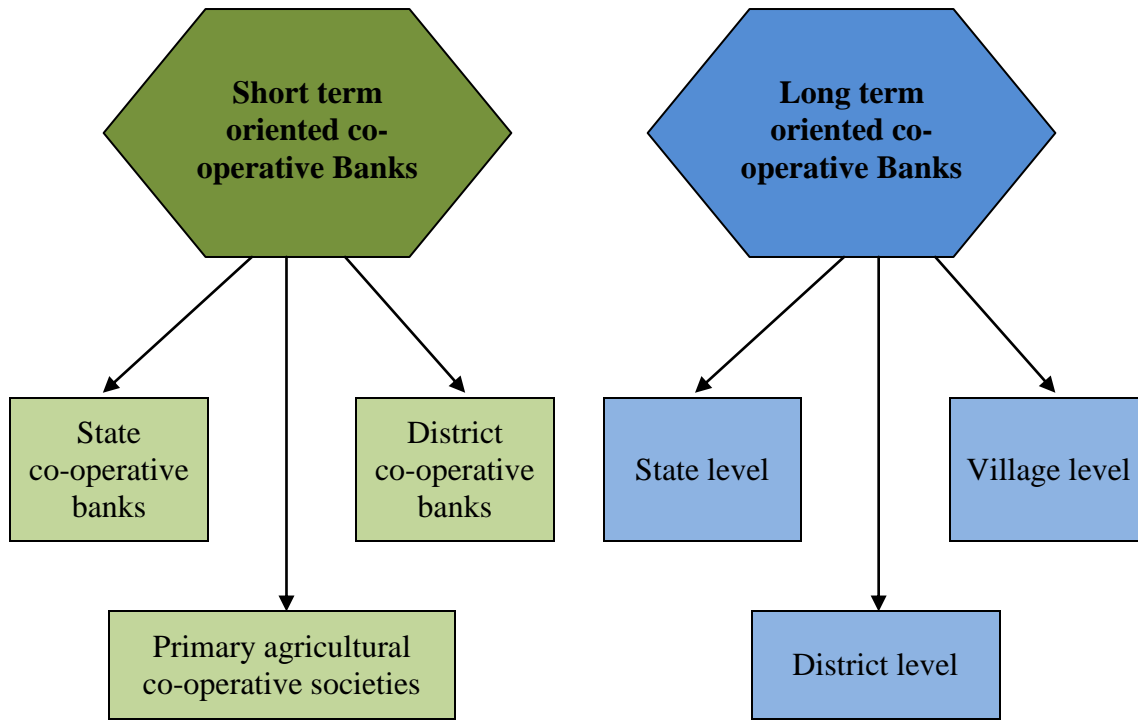 Short term
oriented co-
operative Banks
Long term
oriented co-
operative Banks
State
co-operative
banks
District
co-operative
banks
State level
Village level
Primary agricultural
co-operative societies
District level